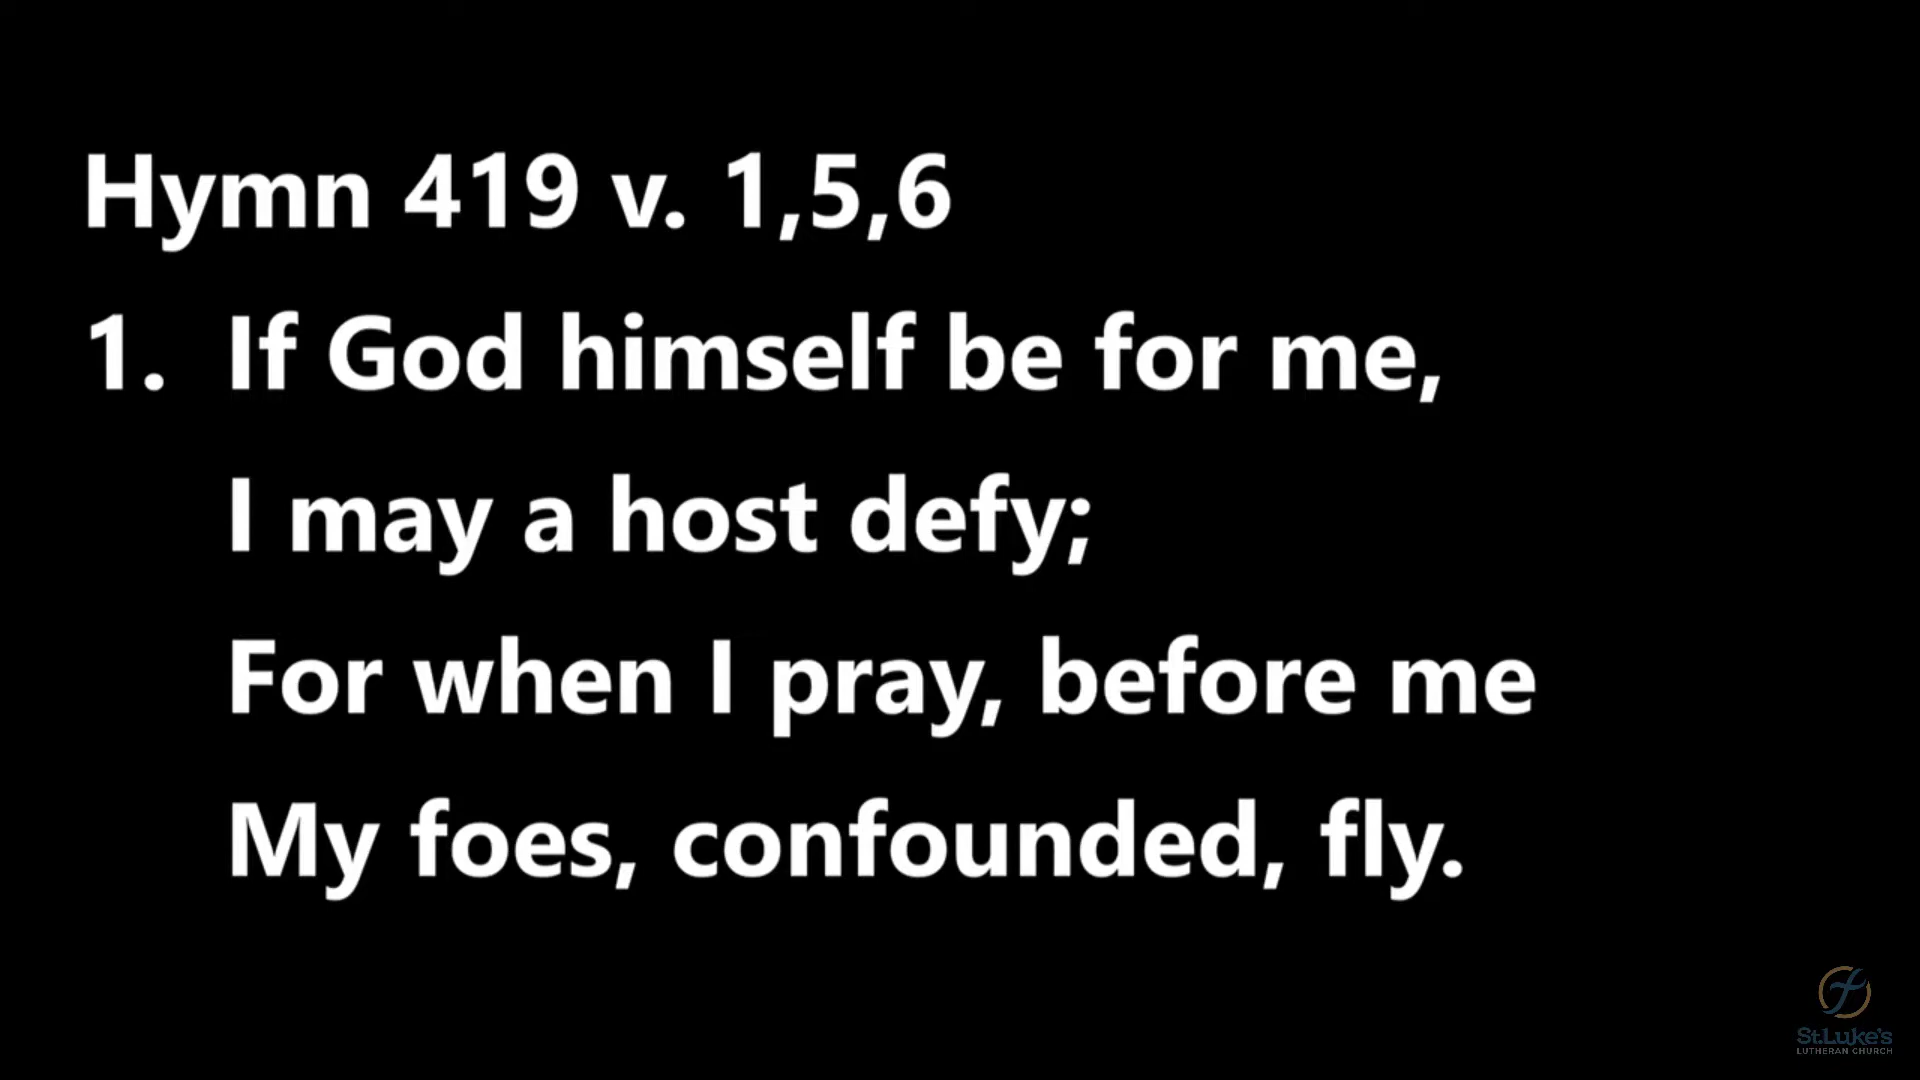 Hymn 419 v. 1,5,6
1. If God himself be for me,
I may a host defy;
For when I pray, before me
My foes, confounded, fly.
St.Luke's
LUTHERAN CHURCH